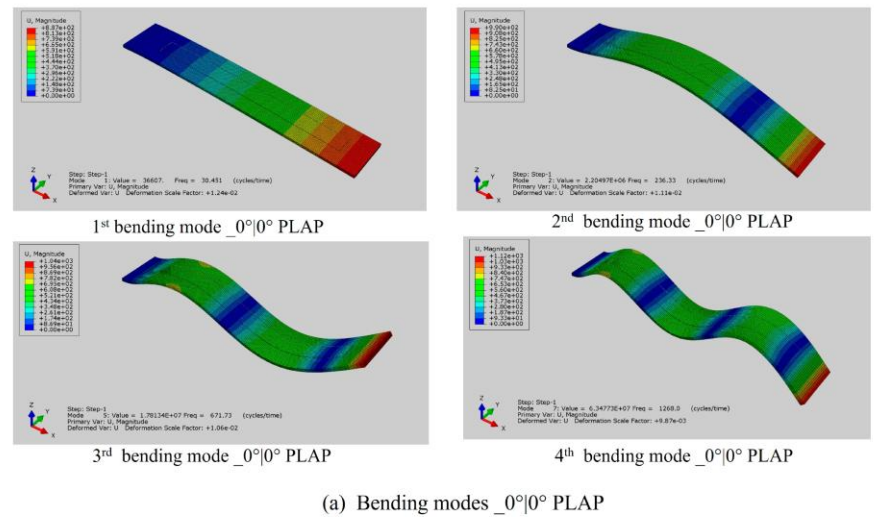 U, Magnitude
+8.87e+02
+8.13e+02
+7.39e+02
+6.65e+02
+5.91e+02
+5.18e+02
+4.44e+02
+3.70e+02
+2.96e+02
+2.22e+02
+1.48e+02
+7.39e+01
+0.00e+00
Z
Y
X
Step: Step-1
Mode 1: Value = 36607. Freq = 30.451 (cycles/time)
Primary Var: U, Magnitude
Deformed Var: U Deformation Scale Factor: +1.24e-02
1st bending mode _0°|0° PLAP
U, Magnitude
+9.90e+02
+9.08e+02
+8.25e+02
+7.43e+02
+6.60e+02
+5.78e+02
+4.95e+02
+4.13e+02
+3.30e+02
+2.48e+02
+1.65e+02
+8.25e+01
+0.00e+00
Z
Y
X
Step: Step-1
Mode 2: Value = 2.20497E+06 Freq = 236.33 (cycles/time)
Primary Var: U, Magnitude
Deformed Var: U Deformation Scale Factor: +1.11e-02
2nd bending mode _0°|0° PLAP
U, Magnitude
+1.04e+03
+9.56e+02
+8.69e+02
+7.82e+02
+6.95e+02
+6.08e+02
+5.21e+02
+4.34e+02
+3.48e+02
+2.61e+02
+1.74e+02
+8.69e+01
+0.00e+00
Z
Y
X
Step: Step-1
Mode 5: Value = 1.78134E+07 Freq = 671.73 (cycles/time)
Primary Var: U, Magnitude
Deformed Var: U Deformation Scale Factor: +1.06e-02
3rd bending mode _0°|0° PLAP
U, Magnitude
+1.12e+03
+1.03e+03
+9.33e+02
+8.40e+02
+7.47e+02
+6.53e+02
+5.60e+02
+4.67e+02
+3.73e+02
+2.80e+02
+1.87e+02
+9.33e+01
+0.00e+00
Z
Y
X
Step: Step-1
Mode 7: Value = 6.34773E+07 Freq = 1268.0 (cycles/time)
Primary Var: U, Magnitude
Deformed Var: U Deformation Scale Factor: +9.87e-03
4th bending mode _0°|0° PLAP
(a) Bending modes _0°|0° PLAP